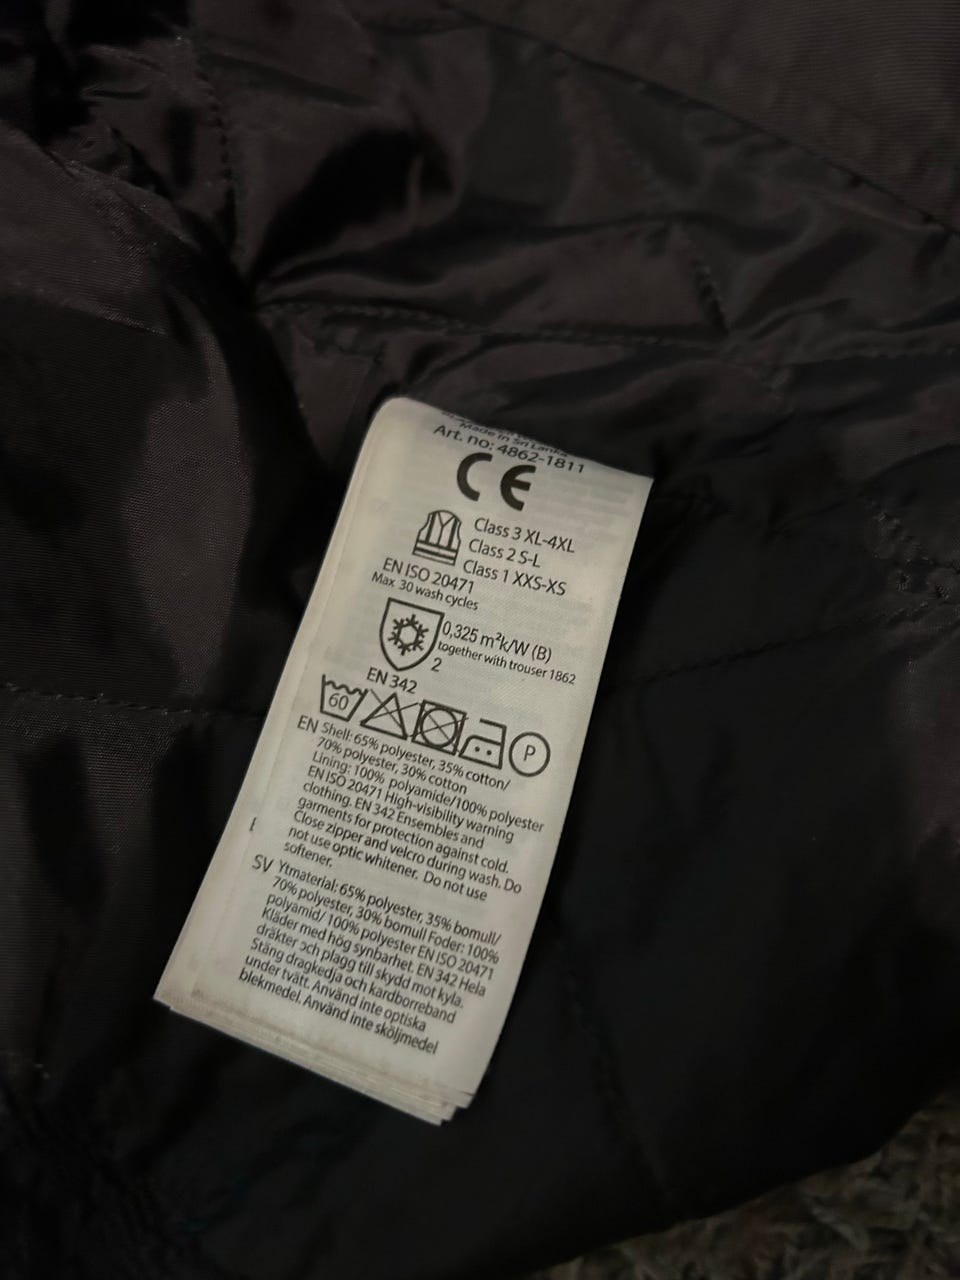 Made in Sri Lanka
Art. no: 4862-1811
CE
Class 3 XL-4XL
Class 2 S-L
Class 1 XXS-XS
EN ISO 20471
Max 30 wash cycles
0,325 m²k/W (B)
together with trouser 1862
2
EN 342
60
P
EN Shell: 65% polyester, 35% cotton/
70% polyester, 30% cotton
Lining: 100% polyamide/100% polyester
EN ISO 20471 High-visibility warning
clothing. EN 342 Ensembles and
garments for protection against cold.
Close zipper and velcro during wash. Do
not use optic whitener. Do not use
softener.
SV Ytmaterial: 65% polyester, 35% bomull/
70% polyester, 30% bomull Foder: 100%
polyamid/ 100% polyester EN ISO 20471
Kläder med hög synbarhet. EN 342 Hela
dräkter och plagg till skydd mot kyla.
Stäng dragkedja och kardborreband
under tvätt. Använd inte optiska
blekmedel. Använd inte sköljmedel